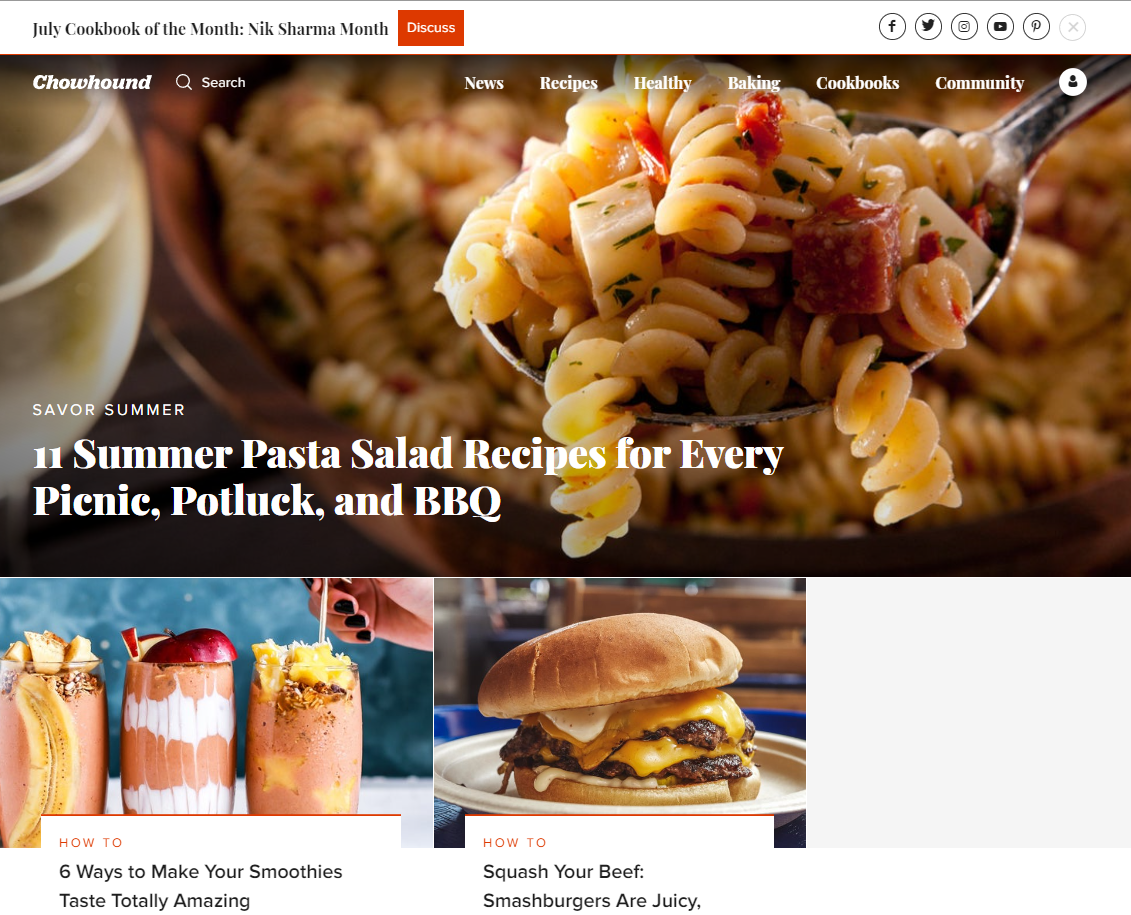 July Cookbook of the Month: Nik Sharma Month Discuss
Chowhound Search News Recipes Healthy Baking Cookbooks Community
SAVOR SUMMER
11 Summer Pasta Salad Recipes for Every
Picnic, Potluck, and BBQ
HOW TO
6 Ways to Make Your Smoothies
Taste Totally Amazing
HOW TO
Squash Your Beef:
Smashburgers Are Juicy,